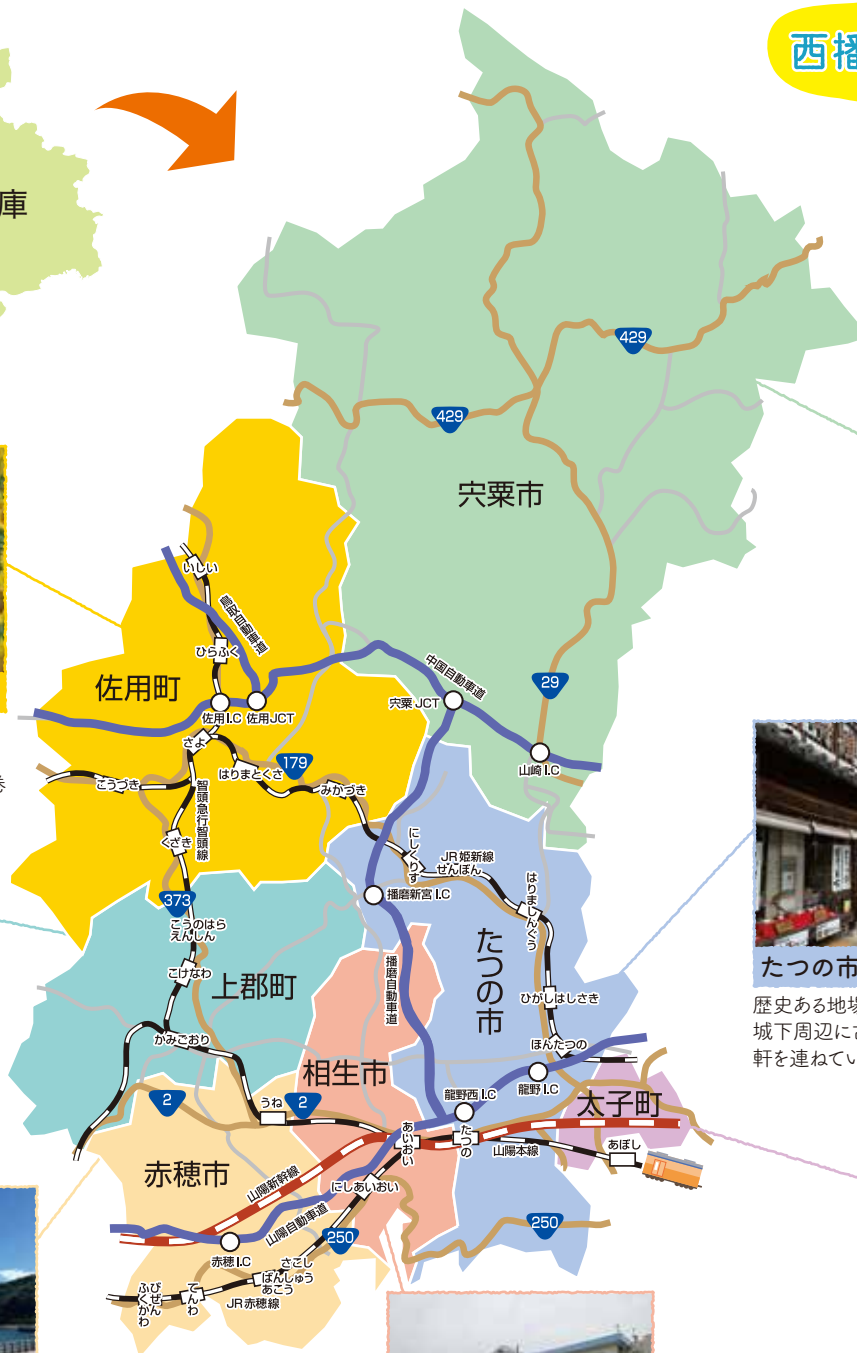 西播
庫
429
429
宍粟市
いしい
鳥取自動車道
ひらふく
佐用町
中国自動車道
29
佐用I.C
佐用JCT
宍粟JCT
さよ
山崎I.C
179
はりまとくさ
こうづき
みかづき
智頭急行智頭線
くざき
にしくりす
JR姫新線
せんぼん
はりましんぐう
播磨新宮I.C
373
こうのはら
えんしん
こけなわ
上郡町
播磨自動車道
たつの市
ひがしはしさき
かみごおり
ほんたつの
相生市
龍野西I.C
龍野I.C
太子町
2
うね
2
あいおい
たつの
山陽本線
あぼし
赤穂市
山陽新幹線
にしあいおい
山陽自動車道
250
250
赤穂I.C
さこし
ばんしゅう
あこう
JR赤穂線
てんわ
びぜん
ふくかわ
たつの市
歴史ある地場
城下周辺に
軒を連ねてい